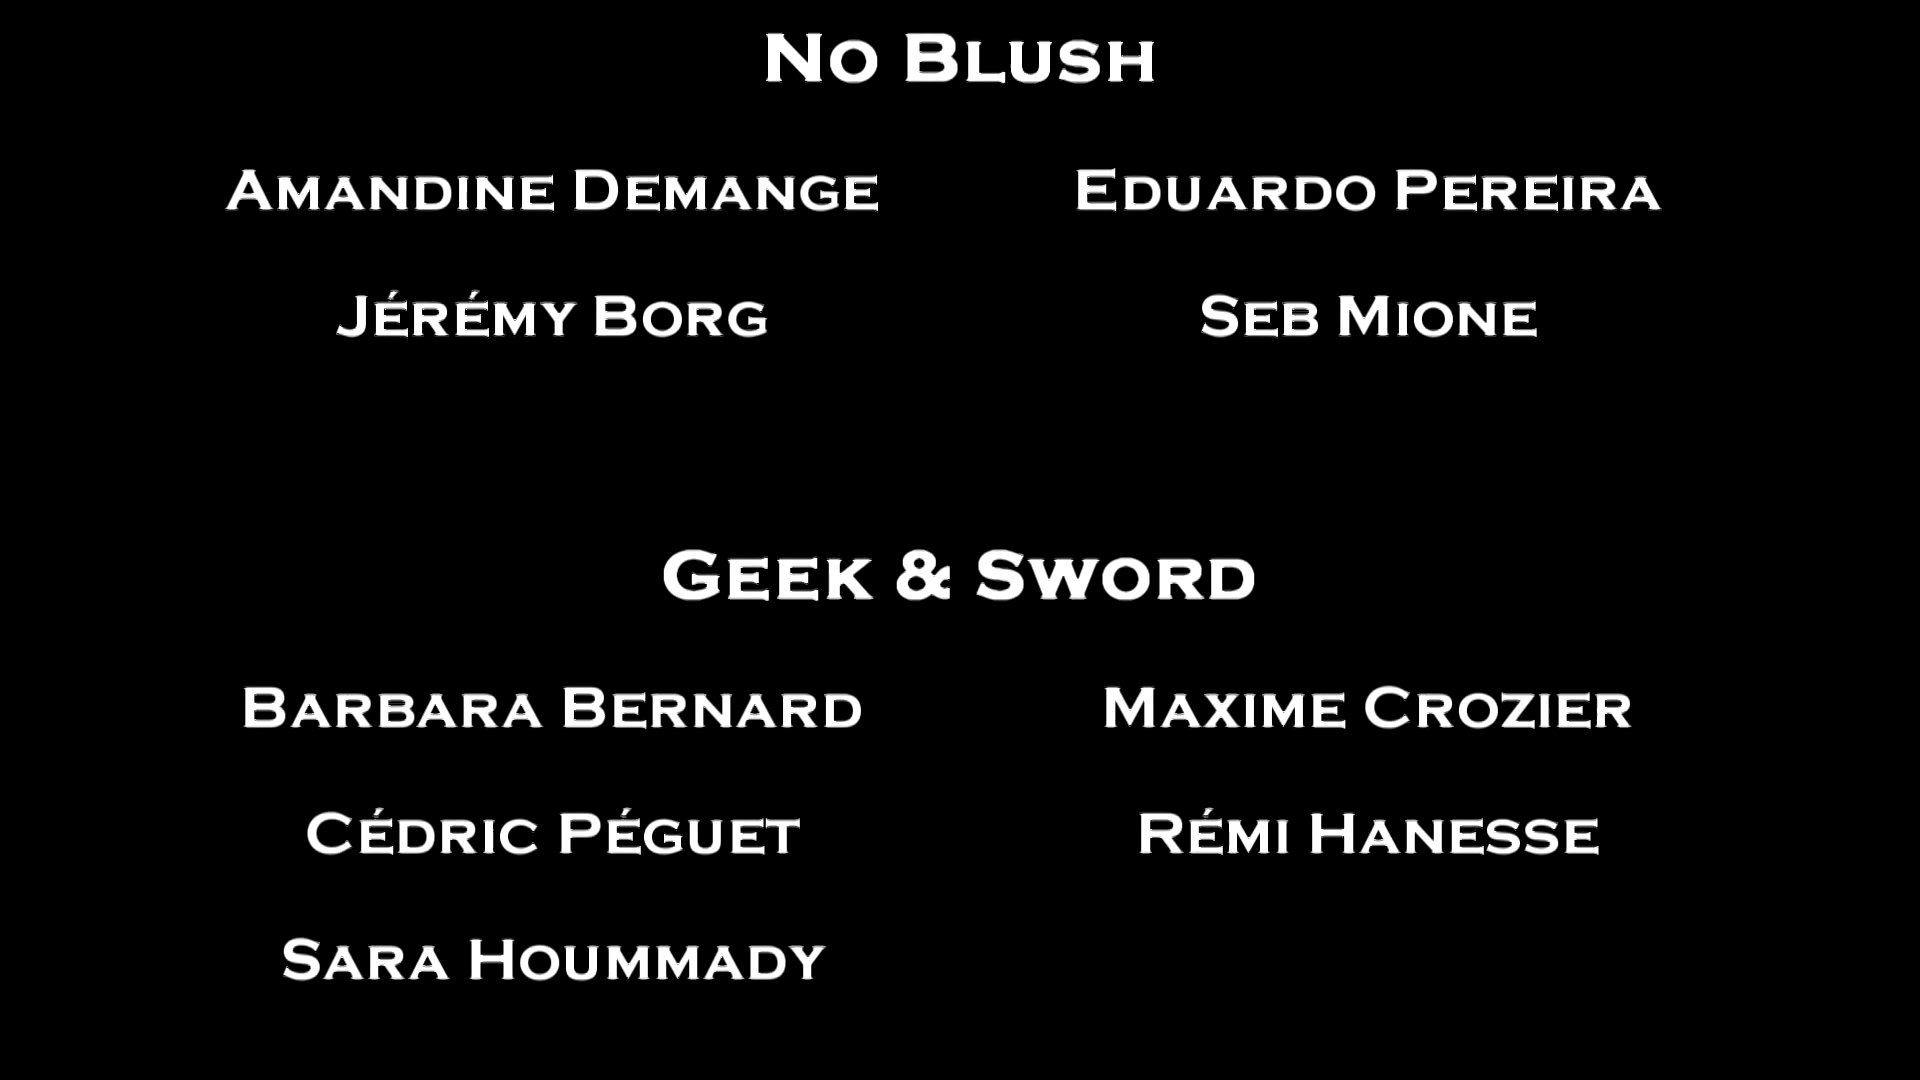 No Blush
Amandine Demange Eduardo Pereira
Jérémy Borg Seb Mione
Geek & Sword
Barbara Bernard Maxime Crozier
Cédric Péguet Rémi Hanesse
Sara Hoummady